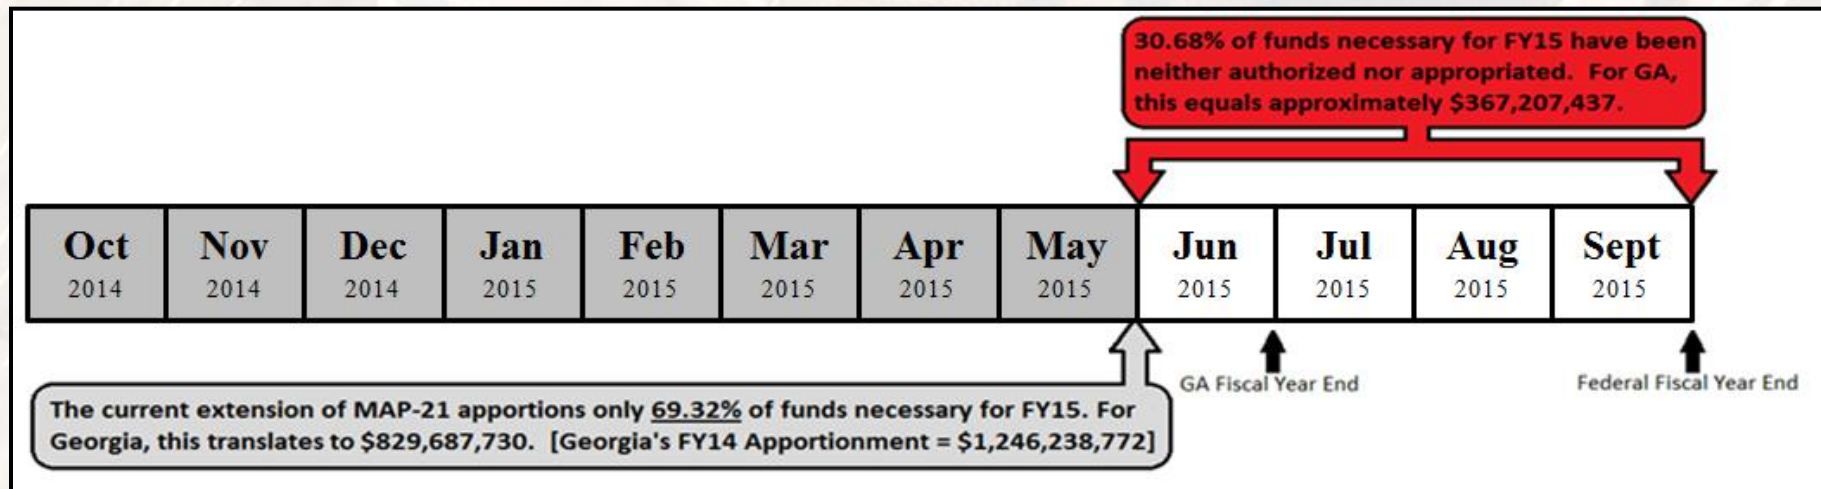 30.68% of funds necessary for FY15 have been
neither authorized nor appropriated.  For GA,
this equals approximately $367,207,437.
Oct Nov Dec Jan Feb Mar Apr May Jun Jul Aug Sept
2014 2014 2014 2015 2015 2015 2015 2015 2015 2015 2015 2015
GA Fiscal Year End
Federal Fiscal Year End
The current extension of MAP-21 apportions only 69.32% of funds necessary for FY15. For
Georgia, this translates to $829,687,730.  [Georgia's FY14 Apportionment = $1,246,238,772]